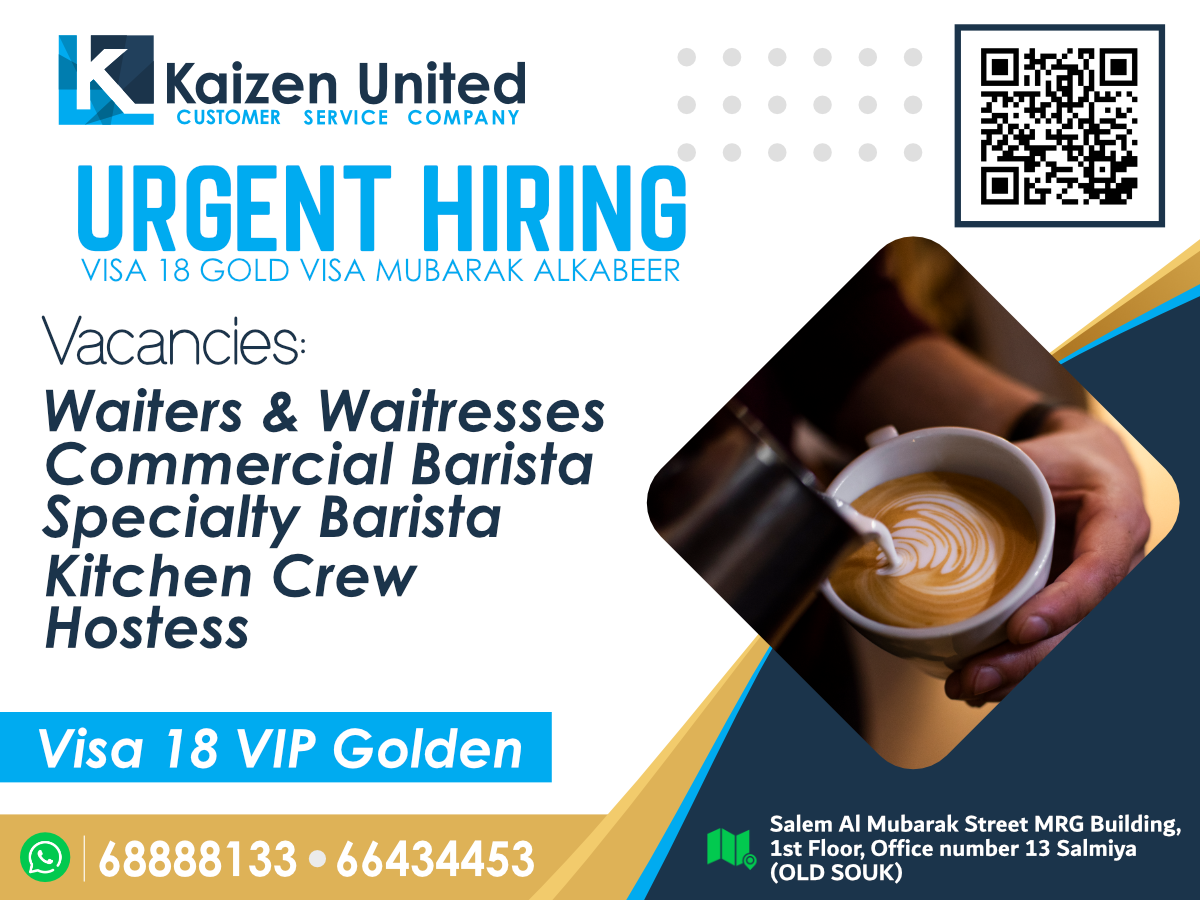 K
Kaizen United
CUSTOMER SERVICE COMPANY
URGENT HIRING
VISA 18 GOLD VISA MUBARAK ALKABEER
Vacancies:
Waiters & Waitresses
Commercial Barista
Specialty Barista
Kitchen Crew
Hostess
Visa 18 VIP Golden
68888133 • 66434453
Salem Al Mubarak Street MRG Building,
1st Floor, Office number 13 Salmiya
(OLD SOUK)